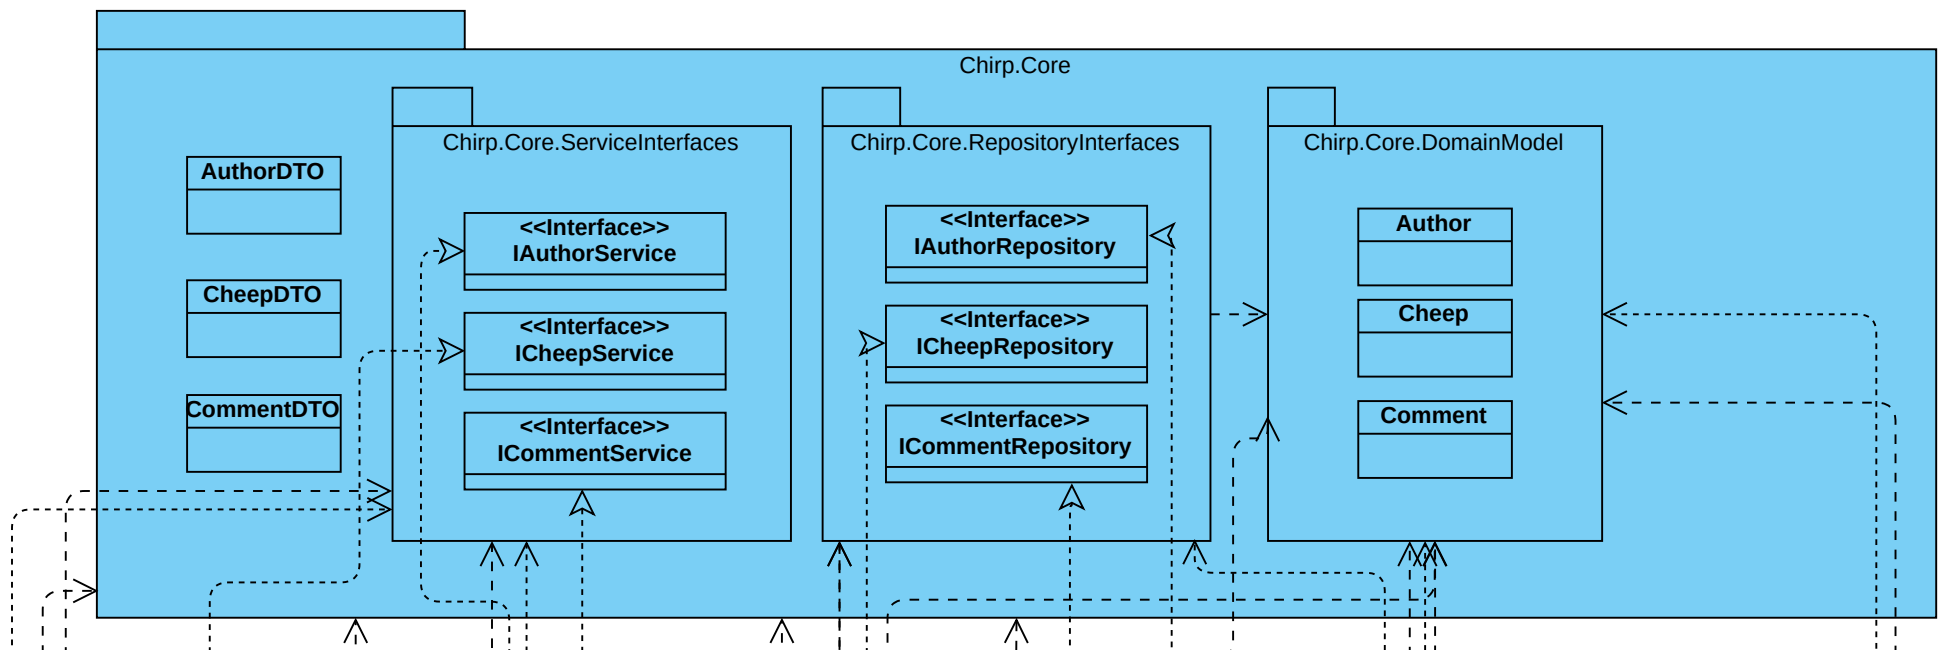 Chirp.Core
Chirp.Core.ServiceInterfaces
Chirp.Core.RepositoryInterfaces
Chirp.Core.DomainModel
AuthorDTO
CheepDTO
CommentDTO
<<Interface>>
IAuthorService
<<Interface>>
ICheepService
<<Interface>>
ICommentService
<<Interface>>
IAuthorRepository
<<Interface>>
ICheepRepository
<<Interface>>
ICommentRepository
Author
Cheep
Comment